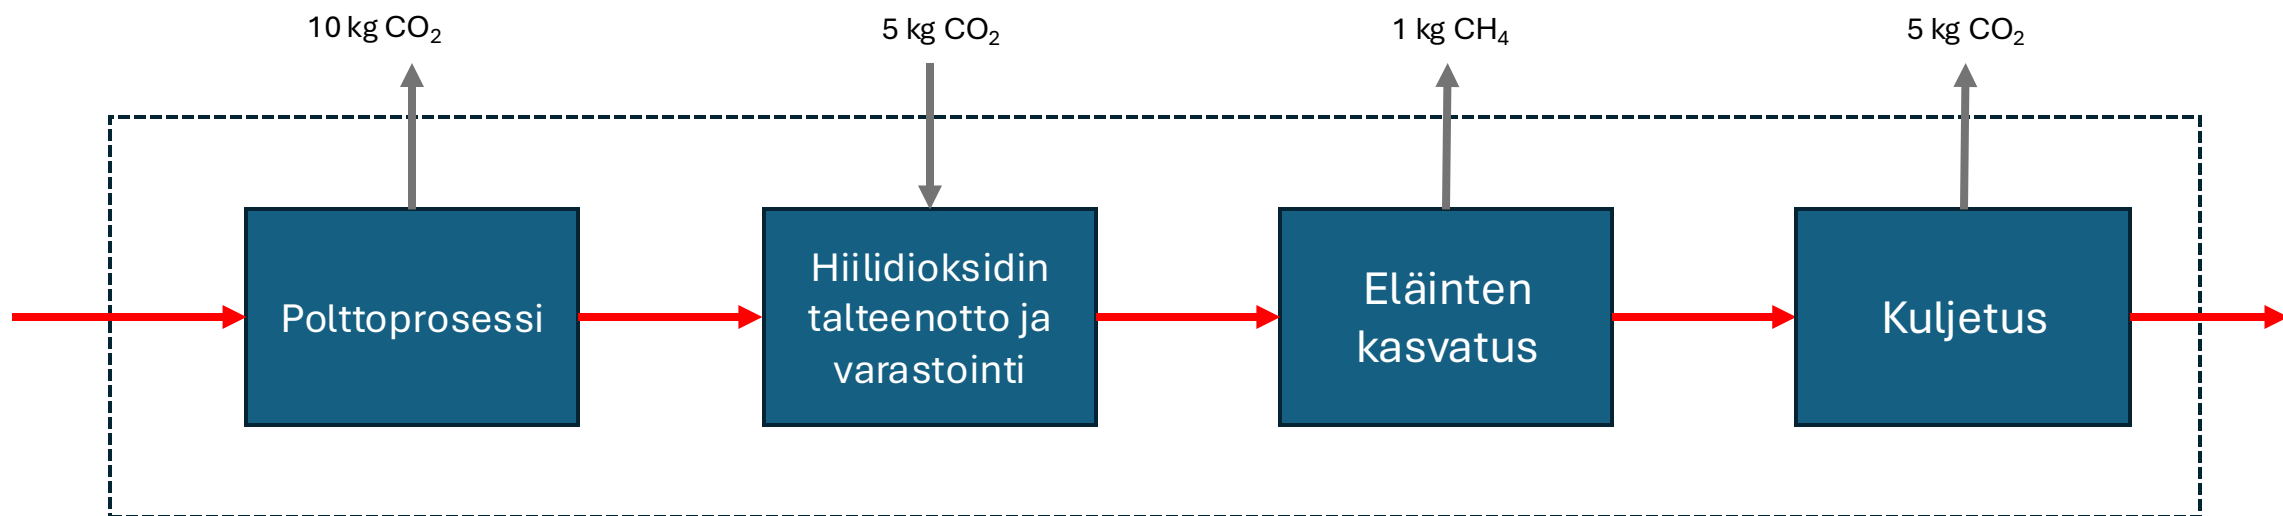 10 kg CO₂
5 kg CO₂
1 kg CH₄
5 kg CO₂
Polttoprosessi
Hiilidioksidin
talteenotto ja
varastointi
Eläinten
kasvatus
Kuljetus